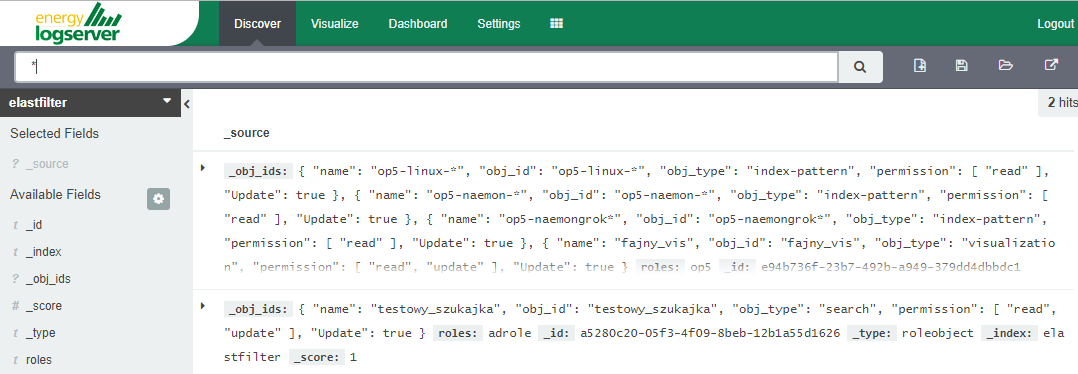 energy
logserver
Discover Visualize Dashboard Settings Logout
*
elastfilter
2 hits
Selected Fields
? _source
Available Fields
t _id
t _index
? _obj_ids
# _score
t _type
t roles
_source
_obj_ids: { "name": "op5-linux-*", "obj_id": "op5-linux-*", "obj_type": "index-pattern", "permission": [ "read" ],
"Update": true }, { "name": "op5-naemon-*", "obj_id": "op5-naemon-*", "obj_type": "index-pattern", "permission": [
"read" ], "Update": true }, { "name": "op5-naemongrok*", "obj_id": "op5-naemongrok*", "obj_type": "index-pattern",
"permission": [ "read" ], "Update": true }, { "name": "fajny_vis", "obj_id": "fajny_vis", "obj_type": "visualizatio
n", "permission": [ "read", "update" ], "Update": true } roles: op5 _id: e94b736f-23b7-492b-a949-379dd4dbbdc1
_obj_ids: { "name": "testowy_szukajka", "obj_id": "testowy_szukajka", "obj_type": "search", "permission": [ "read",
"update" ], "Update": true } roles: adrole _id: a5280c20-05f3-4f09-8beb-12b1a55d1626 _type: roleobject _index: ela
stfilter _score: 1